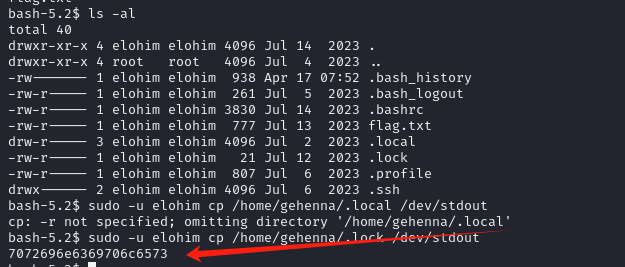 bash-5.2$ ls -al
total 40
drwxr-xr-x 4 elohim elohim 4096 Jul 14  2023 .
drwxr-xr-x 4 root   root   4096 Jul  4  2023 ..
-rw------- 1 elohim elohim  938 Apr 17 07:52 .bash_history
-rw-r----- 1 elohim elohim  261 Jul  5  2023 .bash_logout
-rw-r----- 1 elohim elohim 3830 Jul 14  2023 .bashrc
-rw-r----- 1 elohim elohim  777 Jul 13  2023 flag.txt
drw-r----- 3 elohim elohim 4096 Jul  2  2023 .local
-rw-r----- 1 elohim elohim   21 Jul 12  2023 .lock
-rw-r----- 1 elohim elohim  807 Jul  6  2023 .profile
drwx------ 2 elohim elohim 4096 Jul  6  2023 .ssh
bash-5.2$ sudo -u elohim cp /home/gehenna/.local /dev/stdout
cp: -r not specified; omitting directory '/home/gehenna/.local'
bash-5.2$ sudo -u elohim cp /home/gehenna/.lock /dev/stdout
7072696e6369706c6573
bash-5.2$